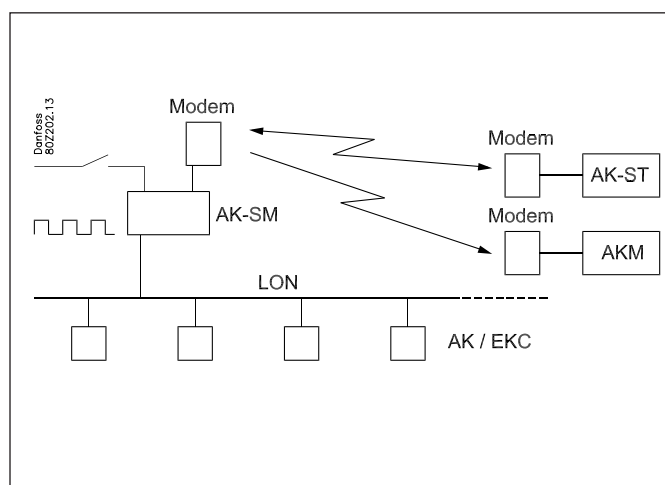 Danfoss
80Z202.13
Modem
Modem
AK-ST
AK-SM
Modem
AKM
LON
AK / EKC